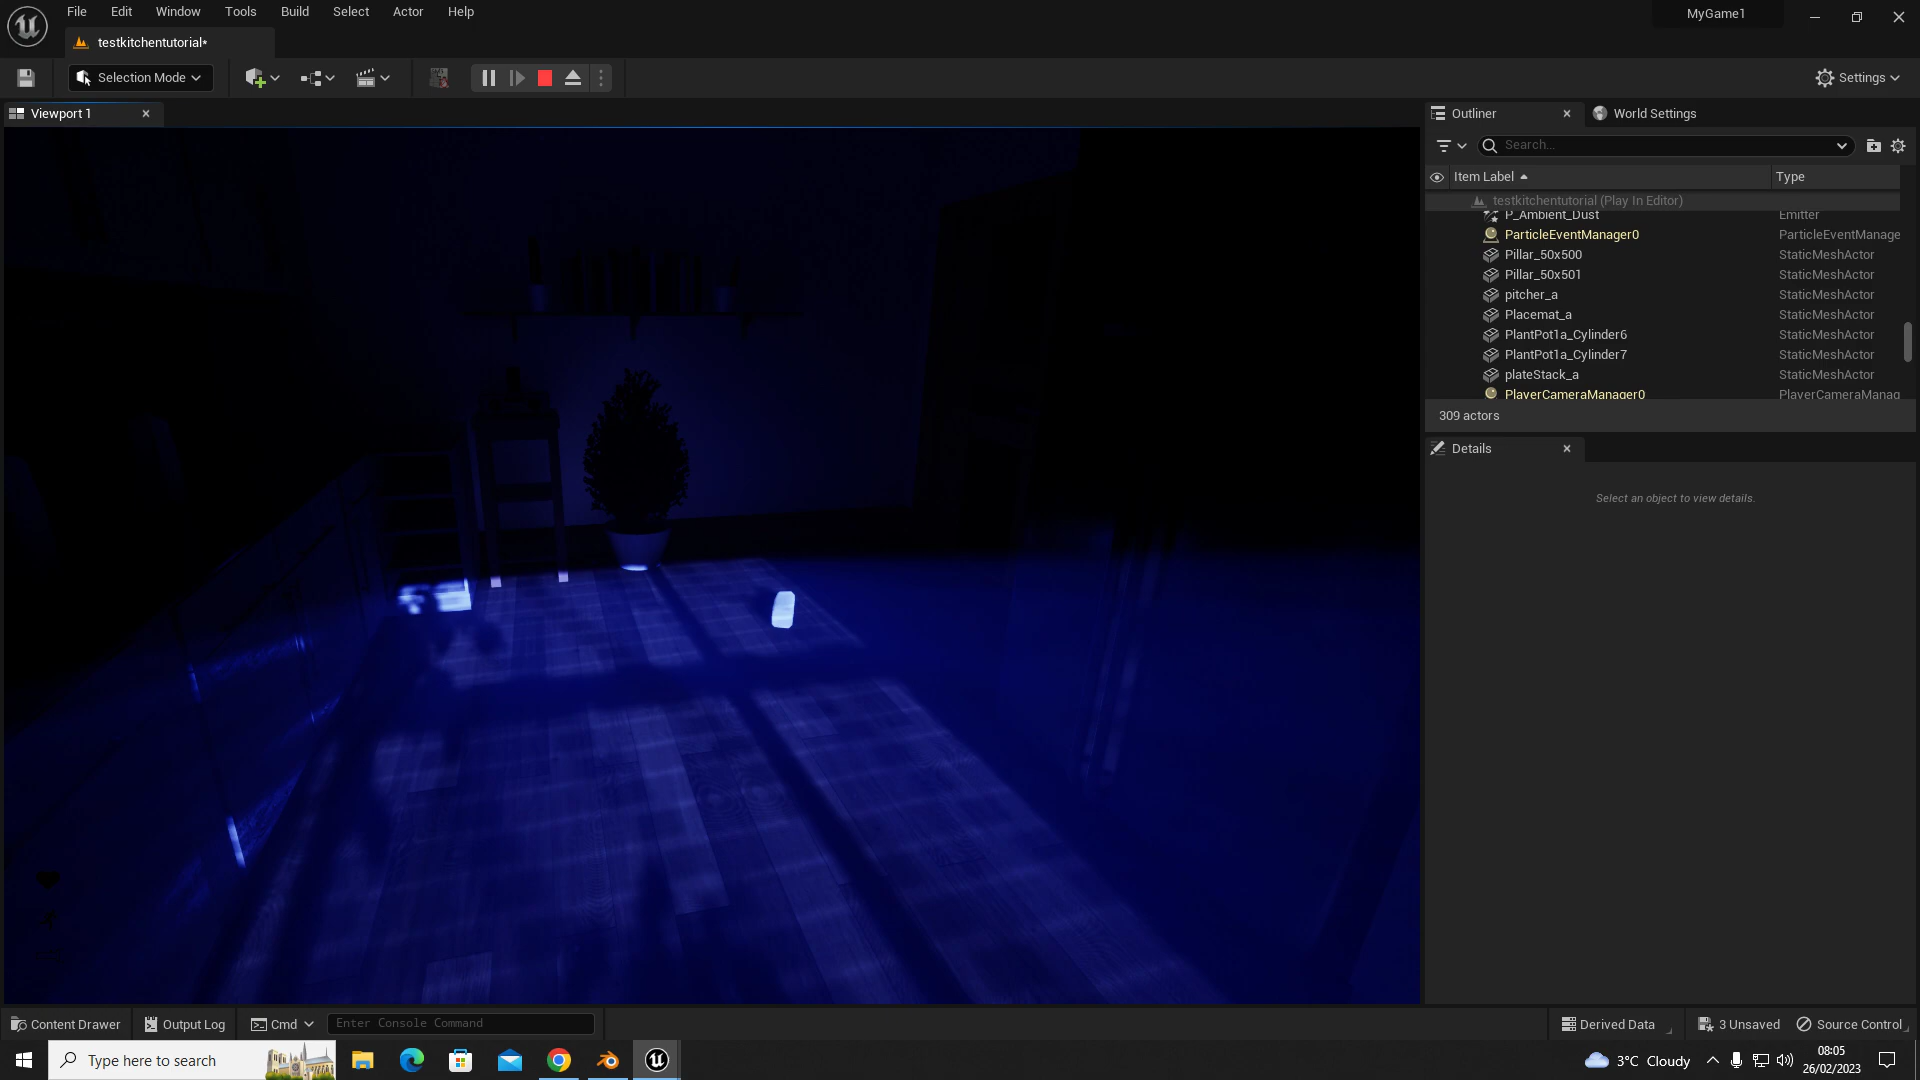 File Edit Window Tools Build Select Actor Help
MyGame1
testkitchentutorial*
Selection Mode
Settings
Viewport 1
Outliner
World Settings
Search...
Item Label
Type
testkitchentutorial (Play In Editor)
P_Ambient_Dust Emitter
ParticleEventManager0 ParticleEventManage
Pillar_50x500 StaticMeshActor
Pillar_50x501 StaticMeshActor
pitcher_a StaticMeshActor
Placemat_a StaticMeshActor
PlantPot1a_Cylinder6 StaticMeshActor
PlantPot1a_Cylinder7 StaticMeshActor
plateStack_a StaticMeshActor
PlayerCameraManager0 PlayerCameraManag
309 actors
Details
Select an object to view details.
Content Drawer Output Log Cmd Enter Console Command Derived Data 3 Unsaved Source Control
Type here to search
3°C Cloudy
08:05
26/02/2023